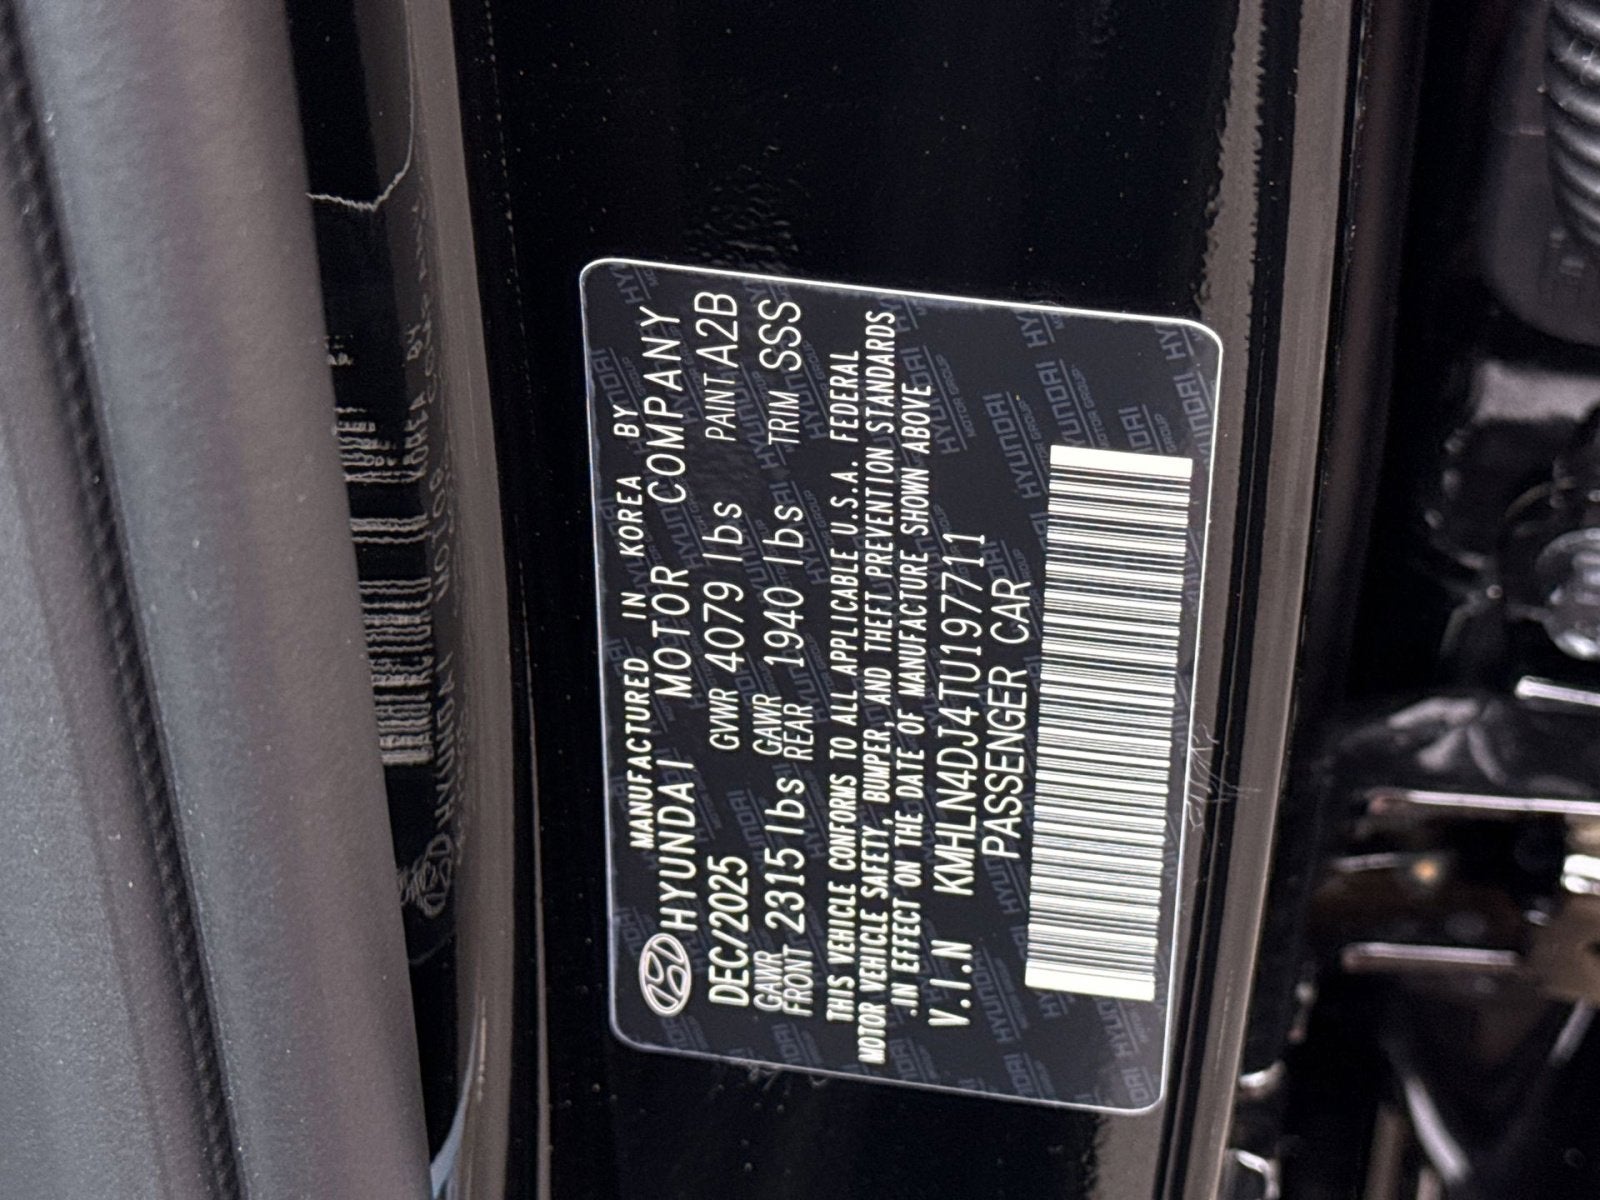 MANUFACTURED IN KOREA BY
HYUNDAI MOTOR COMPANY
DEC/2025 GVWR 4079 lbs PAINT A2B
GAWR FRONT 2315 lbs GAWR REAR 1940 lbs TRIM SSS
THIS VEHICLE CONFORMS TO ALL APPLICABLE U.S.A. FEDERAL
MOTOR VEHICLE SAFETY, BUMPER, AND THEFT PREVENTION STANDARDS
.IN EFFECT ON THE DATE OF MANUFACTURE SHOWN ABOVE
V.I.N KMHLN4DJ4TU197711
PASSENGER CAR